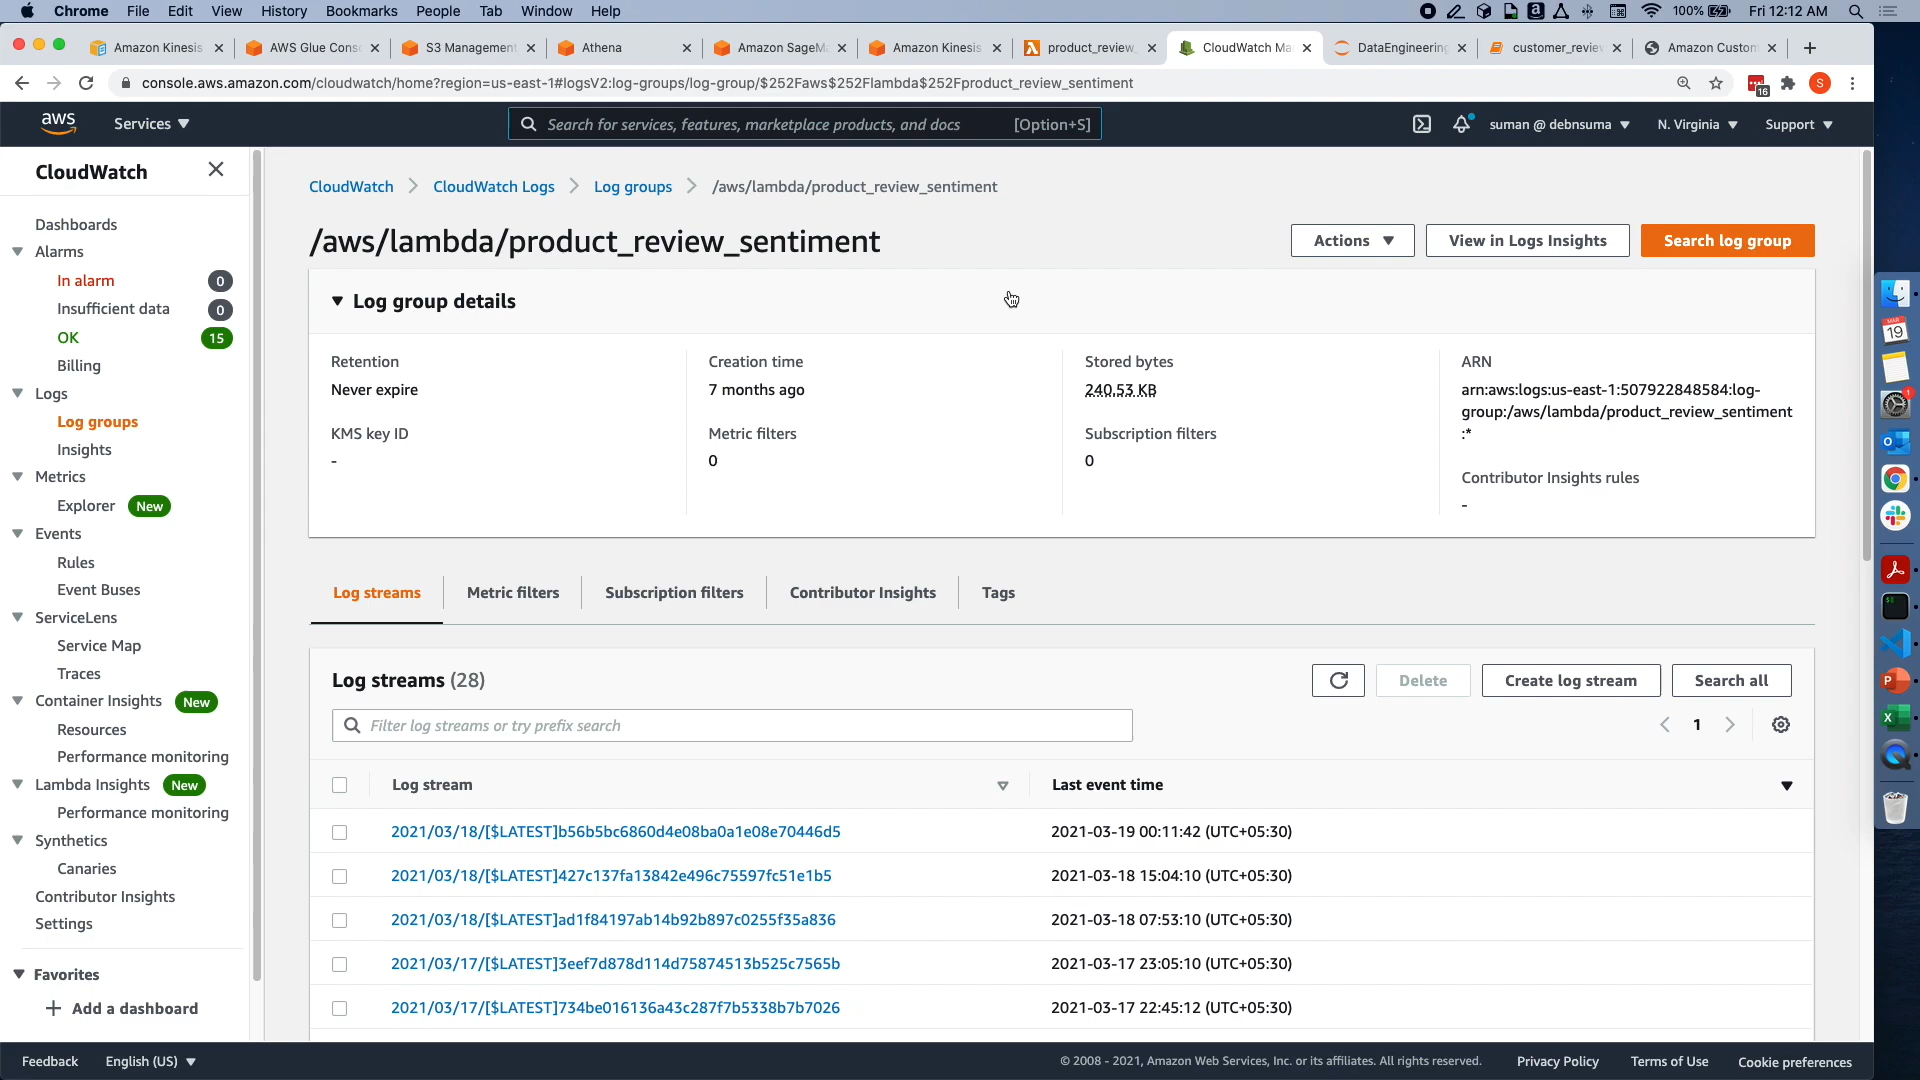 Chrome File Edit View History Bookmarks People Tab Window Help 100% Fri 12:12 AM
Amazon Kinesis
AWS Glue Cons
S3 Management
Athena
Amazon SageMa
Amazon Kinesis
product_review_
CloudWatch Ma
DataEngineering
customer_revie
Amazon Custom
console.aws.amazon.com/cloudwatch/home?region=us-east-1#logsV2:log-groups/log-group/$252Faws$252Flambda$252Fproduct_review_sentiment
16
S
aws
Services
Search for services, features, marketplace products, and docs [Option+S]
suman @ debnsuma
N. Virginia
Support
CloudWatch
Dashboards
Alarms
In alarm 0
Insufficient data 0
OK 15
Billing
Logs
Log groups
Insights
Metrics
Explorer New
Events
Rules
Event Buses
ServiceLens
Service Map
Traces
Container Insights New
Resources
Performance monitoring
Lambda Insights New
Performance monitoring
Synthetics
Canaries
Contributor Insights
Settings
Favorites
Add a dashboard
CloudWatch CloudWatch Logs Log groups /aws/lambda/product_review_sentiment
/aws/lambda/product_review_sentiment
Actions
View in Logs Insights
Search log group
Log group details
Retention
Never expire
KMS key ID
-
Creation time
7 months ago
Metric filters
0
Stored bytes
240.53 KB
Subscription filters
0
ARN
arn:aws:logs:us-east-1:507922848584:log-
group:/aws/lambda/product_review_sentiment
:*
Contributor Insights rules
-
Log streams
Metric filters
Subscription filters
Contributor Insights
Tags
Log streams (28)
Delete
Create log stream
Search all
Filter log streams or try prefix search
1
Log stream Last event time
2021/03/18/[$LATEST]b56b5bc6860d4e08ba0a1e08e70446d5 2021-03-19 00:11:42 (UTC+05:30)
2021/03/18/[$LATEST]427c137fa13842e496c75597fc51e1b5 2021-03-18 15:04:10 (UTC+05:30)
2021/03/18/[$LATEST]ad1f84197ab14b92b897c0255f35a836 2021-03-18 07:53:10 (UTC+05:30)
2021/03/17/[$LATEST]3eef7d878d114d75874513b525c7565b 2021-03-17 23:05:10 (UTC+05:30)
2021/03/17/[$LATEST]734be016136a43c287f7b5338b7b7026 2021-03-17 22:45:12 (UTC+05:30)
MAR
19
1
Feedback
English (US)
© 2008 - 2021, Amazon Web Services, Inc. or its affiliates. All rights reserved.
Privacy Policy
Terms of Use
Cookie preferences